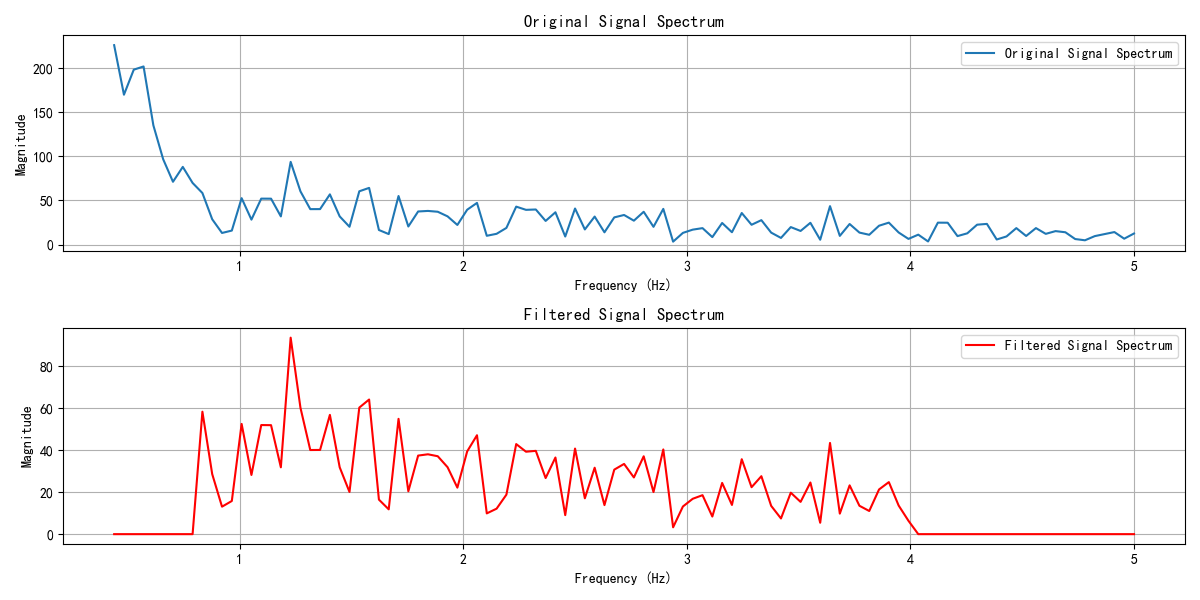 Original Signal Spectrum
Original Signal Spectrum
200
150
100
50
0
Magnitude
1 2 3 4 5
Frequency (Hz)
Filtered Signal Spectrum
Filtered Signal Spectrum
80
60
40
20
0
Magnitude
1 2 3 4 5
Frequency (Hz)